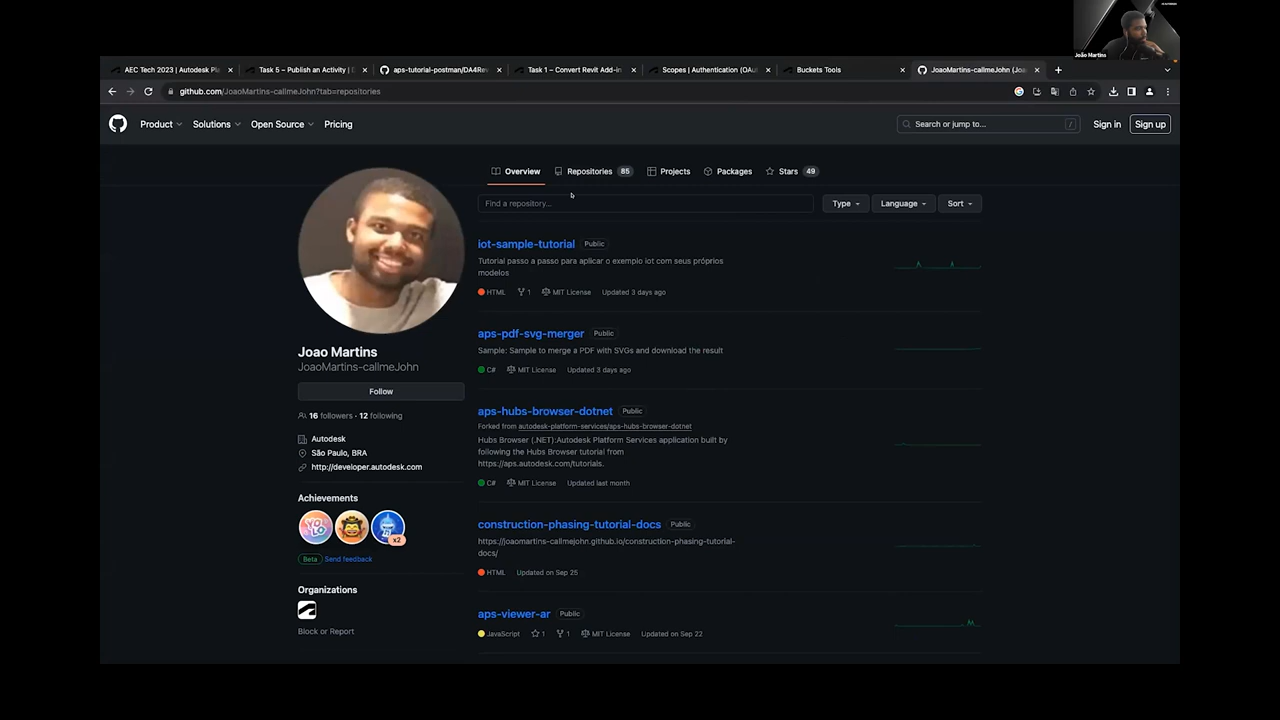 João Martins
AEC Tech 2023 | Autodesk Pla
Task 5 – Publish an Activity | D
aps-tutorial-postman/DA4Rev
Task 1 – Convert Revit Add-in
Scopes | Authentication (OAu
Buckets Tools
JoaoMartins-callmeJohn (Joa
github.com/JoaoMartins-callmeJohn?tab=repositories
Product
Solutions
Open Source
Pricing
Search or jump to...
/
Sign in
Sign up
Overview
Repositories 85
Projects
Packages
Stars 49
Find a repository...
Type
Language
Sort
iot-sample-tutorial Public
Tutorial passo a passo para aplicar o exemplo iot com seus próprios
modelos
HTML 1 MIT License Updated 3 days ago
aps-pdf-svg-merger Public
Sample: Sample to merge a PDF with SVGs and download the result
C# MIT License Updated 3 days ago
aps-hubs-browser-dotnet Public
Forked from autodesk-platform-services/aps-hubs-browser-dotnet
Hubs Browser (.NET):Autodesk Platform Services application built by
following the Hubs Browser tutorial from
https://aps.autodesk.com/tutorials.
C# MIT License Updated last month
construction-phasing-tutorial-docs Public
https://joaomartins-callmejohn.github.io/construction-phasing-tutorial-
docs/
HTML Updated on Sep 25
aps-viewer-ar Public
JavaScript 1 1 MIT License Updated on Sep 22
Joao Martins
JoaoMartins-callmeJohn
Follow
16 followers · 12 following
Autodesk
São Paulo, BRA
http://developer.autodesk.com
Achievements
YOLO
x2
Beta Send feedback
Organizations
Block or Report